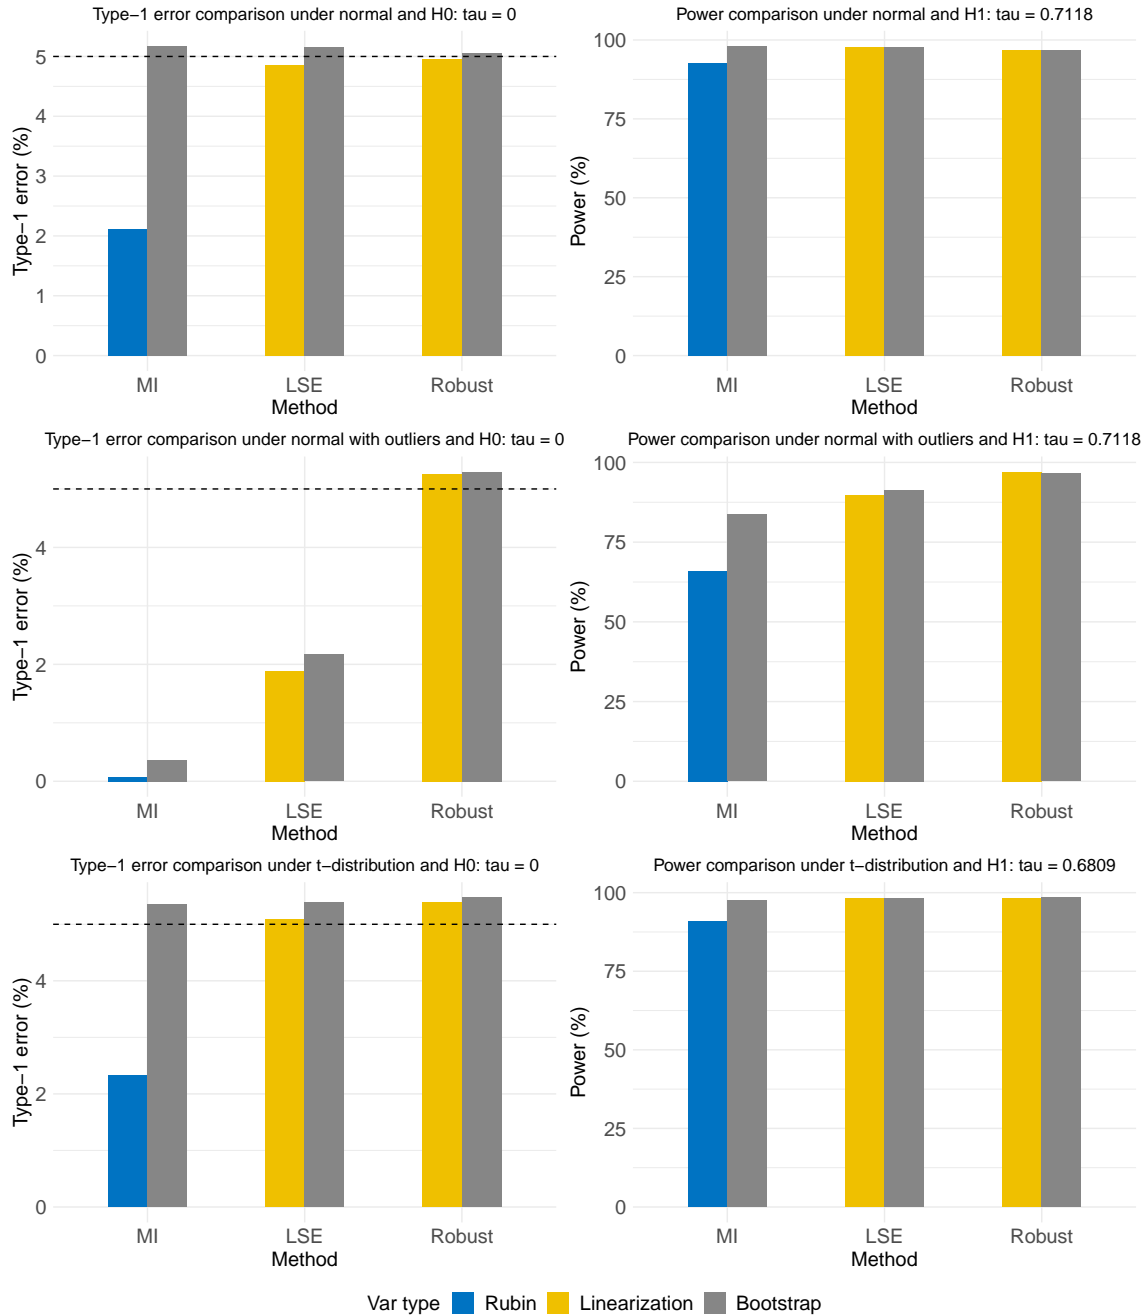 Type−1 error comparison under normal and H0: tau = 0
Type−1 error (%)
5
4
3
2
1
0
MI
LSE
Robust
Method
Power comparison under normal and H1: tau = 0.7118
Power (%)
100
75
50
25
0
MI
LSE
Robust
Method
Type−1 error comparison under normal with outliers and H0: tau = 0
Type−1 error (%)
4
2
0
MI
LSE
Robust
Method
Power comparison under normal with outliers and H1: tau = 0.7118
Power (%)
100
75
50
25
0
MI
LSE
Robust
Method
Type−1 error comparison under t−distribution and H0: tau = 0
Type−1 error (%)
4
2
0
MI
LSE
Robust
Method
Power comparison under t−distribution and H1: tau = 0.6809
Power (%)
100
75
50
25
0
MI
LSE
Robust
Method
Var type Rubin Linearization Bootstrap